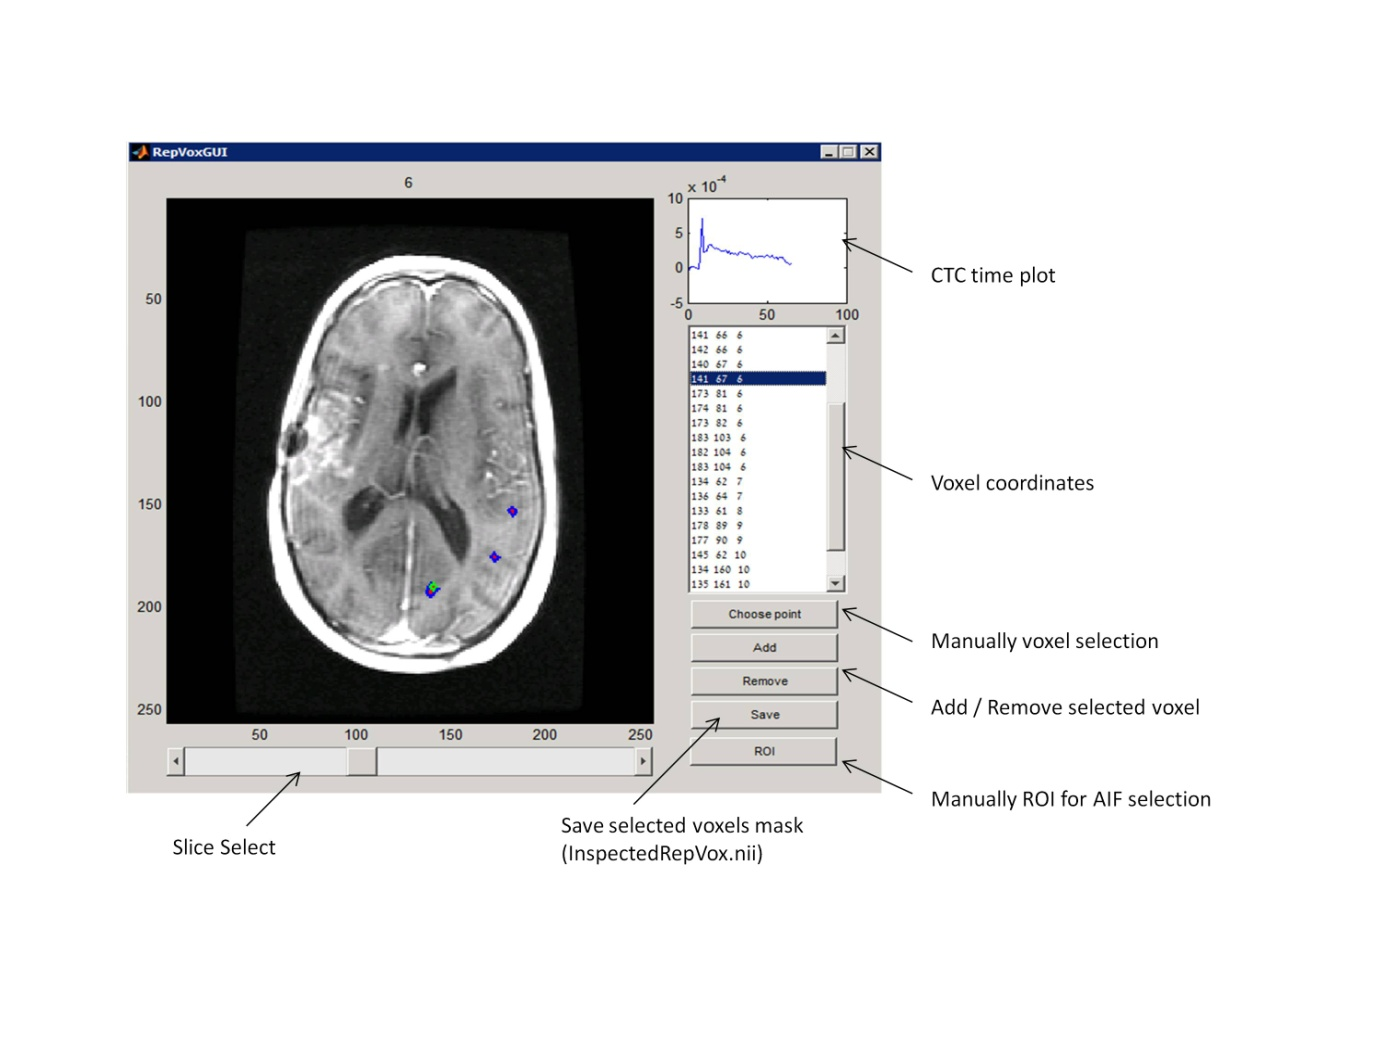 RepVoxGUI
6
10 x 10-4
5
0
-5
0 50 100
CTC time plot
50
100
150
200
250
50 100 150 200 250
141 66 6
142 66 6
140 67 6
141 67 6
173 81 6
174 81 6
173 82 6
183 103 6
182 104 6
183 104 6
134 62 7
136 64 7
133 61 8
178 89 9
177 90 9
145 62 10
134 160 10
135 161 10
Voxel coordinates
Choose point
Manually voxel selection
Add
Remove
Add / Remove selected voxel
Save
ROI
Manually ROI for AIF selection
Slice Select
Save selected voxels mask
(InspectedRepVox.nii)